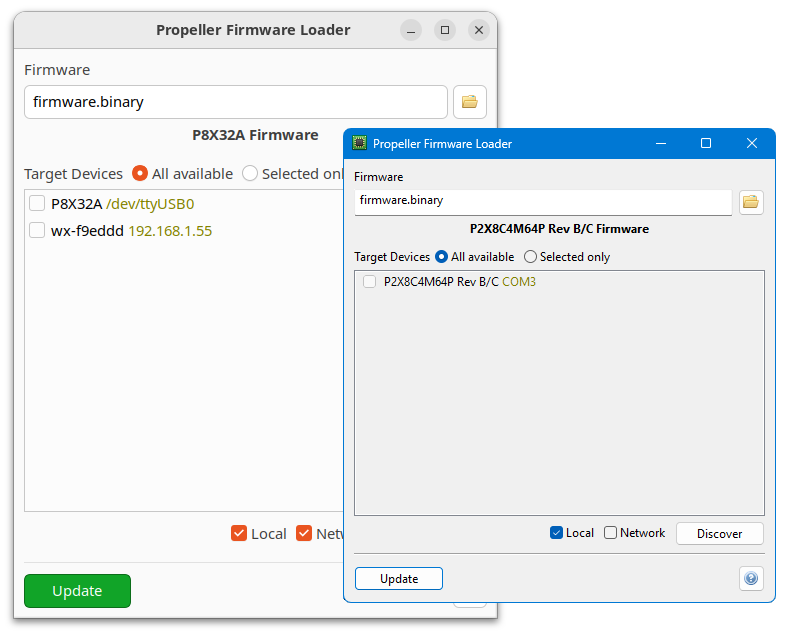 Propeller Firmware Loader
Firmware
firmware.binary
P8X32A Firmware
Target Devices All available Selected onl
P8X32A /dev/ttyUSB0
wx-f9eddd 192.168.1.55
Local Netw
Update
Propeller Firmware Loader
Firmware
firmware.binary
P2X8C4M64P Rev B/C Firmware
Target Devices All available Selected only
P2X8C4M64P Rev B/C COM3
Local Network Discover
Update